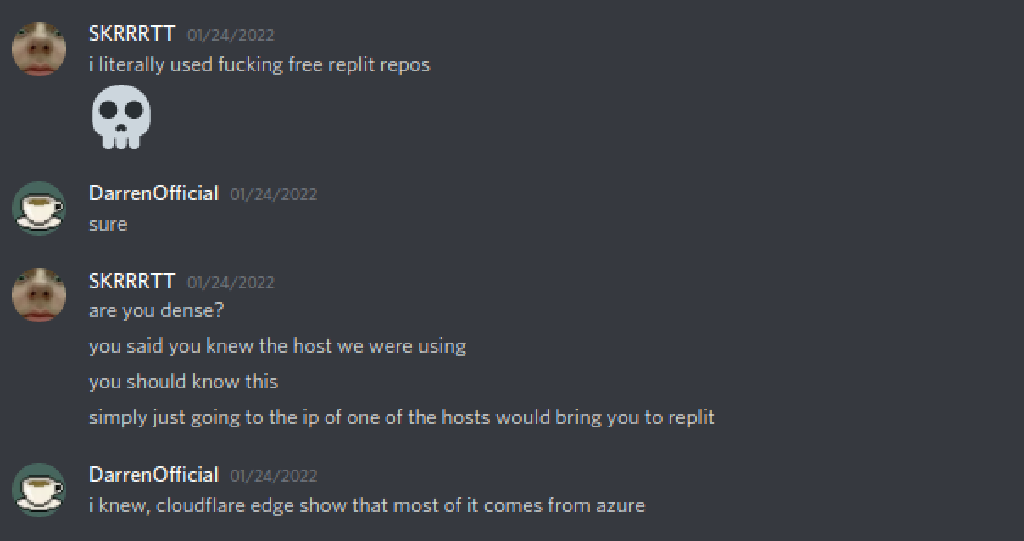 SKRRRTT 01/24/2022
i literally used fucking free replit repos
DarrenOfficial 01/24/2022
sure
SKRRRTT 01/24/2022
are you dense?
you said you knew the host we were using
you should know this
simply just going to the ip of one of the hosts would bring you to replit
DarrenOfficial 01/24/2022
i knew, cloudflare edge show that most of it comes from azure